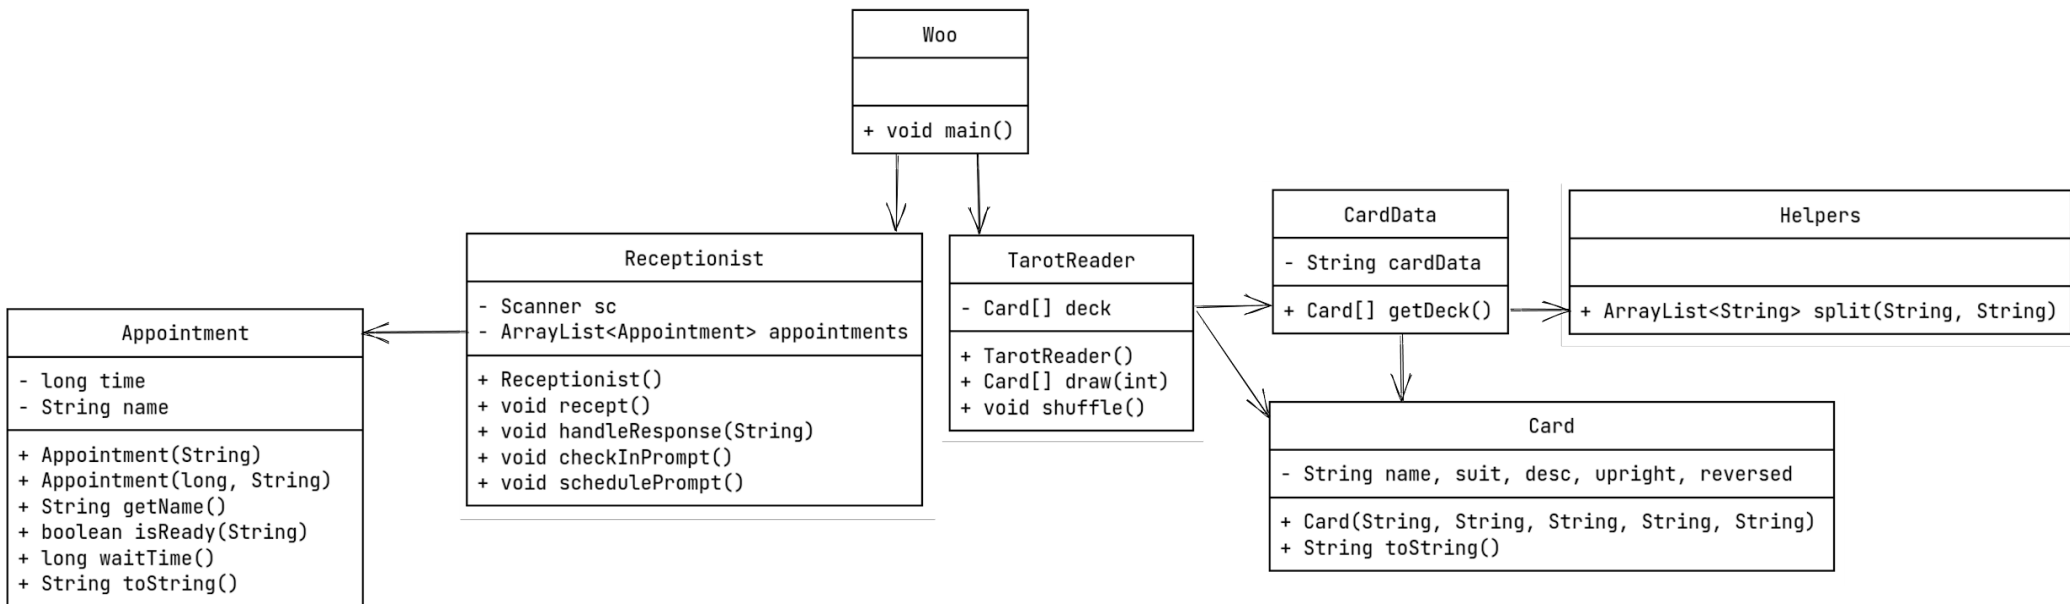 Woo
+ void main()
Receptionist
- Scanner sc
- ArrayList<Appointment> appointments
+ Receptionist()
+ void recept()
+ void handleResponse(String)
+ void checkInPrompt()
+ void schedulePrompt()
TarotReader
- Card[] deck
+ TarotReader()
+ Card[] draw(int)
+ void shuffle()
CardData
- String cardData
+ Card[] getDeck()
Helpers
+ ArrayList<String> split(String, String)
Appointment
- long time
- String name
+ Appointment(String)
+ Appointment(long, String)
+ String getName()
+ boolean isReady(String)
+ long waitTime()
+ String toString()
Card
- String name, suit, desc, upright, reversed
+ Card(String, String, String, String, String)
+ String toString()